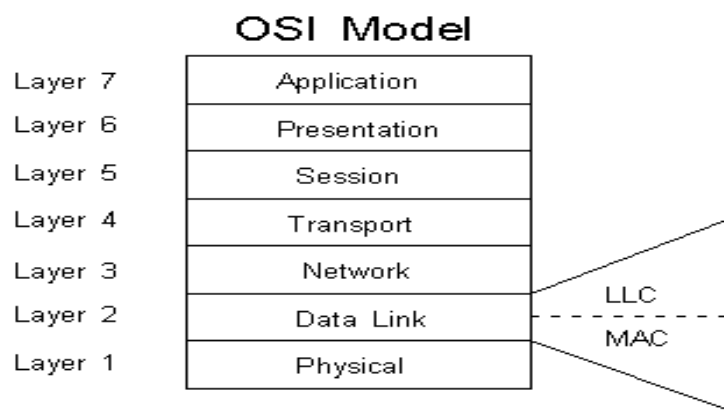 OSI Model
Layer 7 Application
Layer 6 Presentation
Layer 5 Session
Layer 4 Transport
Layer 3 Network
LLC
Layer 2 Data Link
MAC
Layer 1 Physical